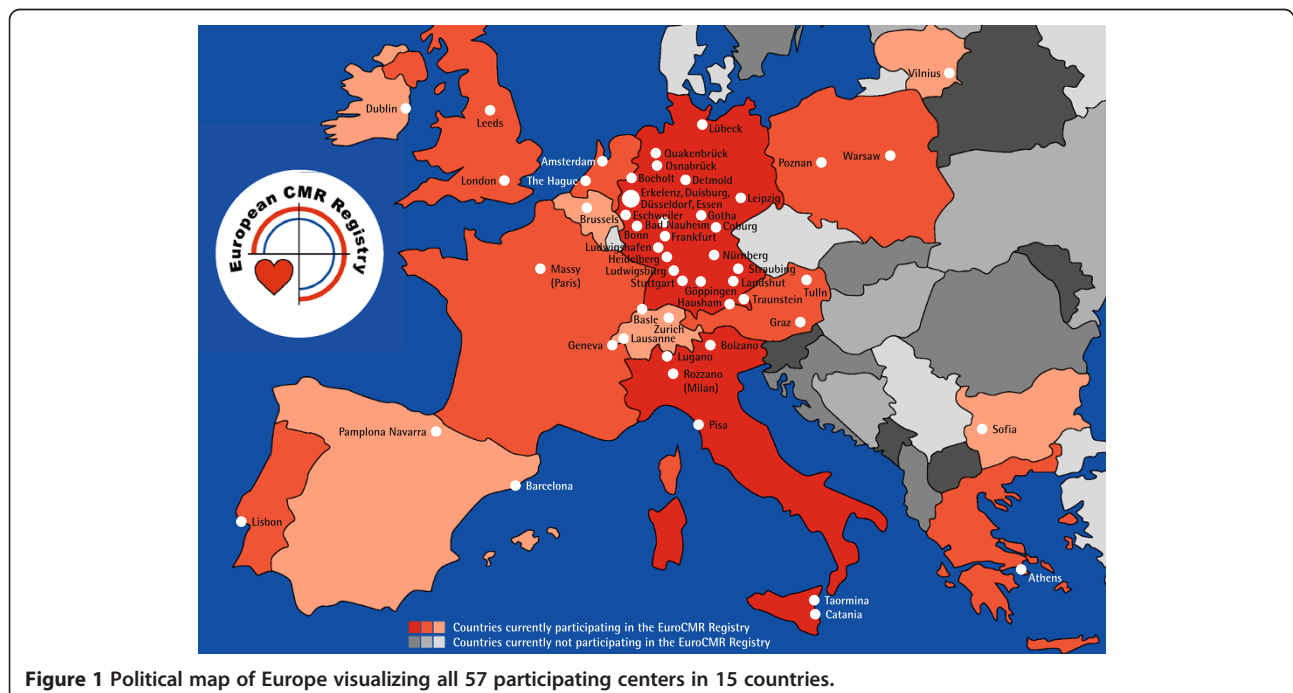 European CMR Registry
Vilnius
Dublin
Leeds
Lübeck
Quakenbrück
Osnabrück
Amsterdam
Poznan
Warsaw
London
The Hague
Bocholt
Detmold
Erkelenz, Duisburg,
Düsseldorf, Essen
Leipzig
Brussels
Eschweiler
Gotha
Bad Nauheim
Coburg
Bonn
Frankfurt
Ludwigshafen
Heidelberg
Nürnberg
Massy
(Paris)
Ludwigsburg
Straubing
Stuttgart
Landshut
Göppingen
Tulln
Hausham
Traunstein
Basle
Zurich
Graz
Geneva
Lausanne
Bolzano
Lugano
Rozzano
(Milan)
Pisa
Pamplona Navarra
Sofia
Barcelona
Lisbon
Athens
Taormina
Catania
Countries currently participating in the EuroCMR Registry
Countries currently not participating in the EuroCMR Registry
Figure 1 Political map of Europe visualizing all 57 participating centers in 15 countries.